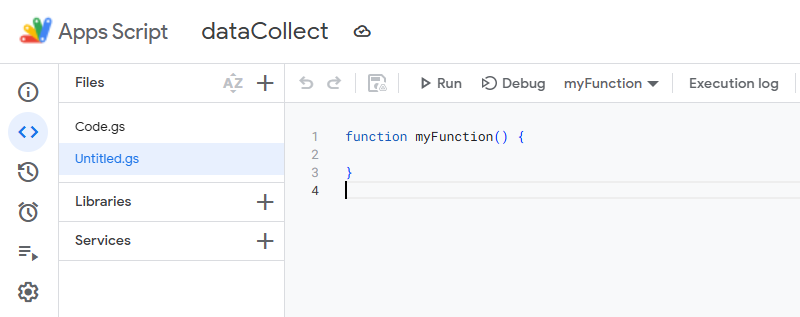 Apps Script dataCollect
Files AZ
Run Debug myFunction Execution log
Code.gs
Untitled.gs
Libraries
Services
1 function myFunction() {
2
3 }
4